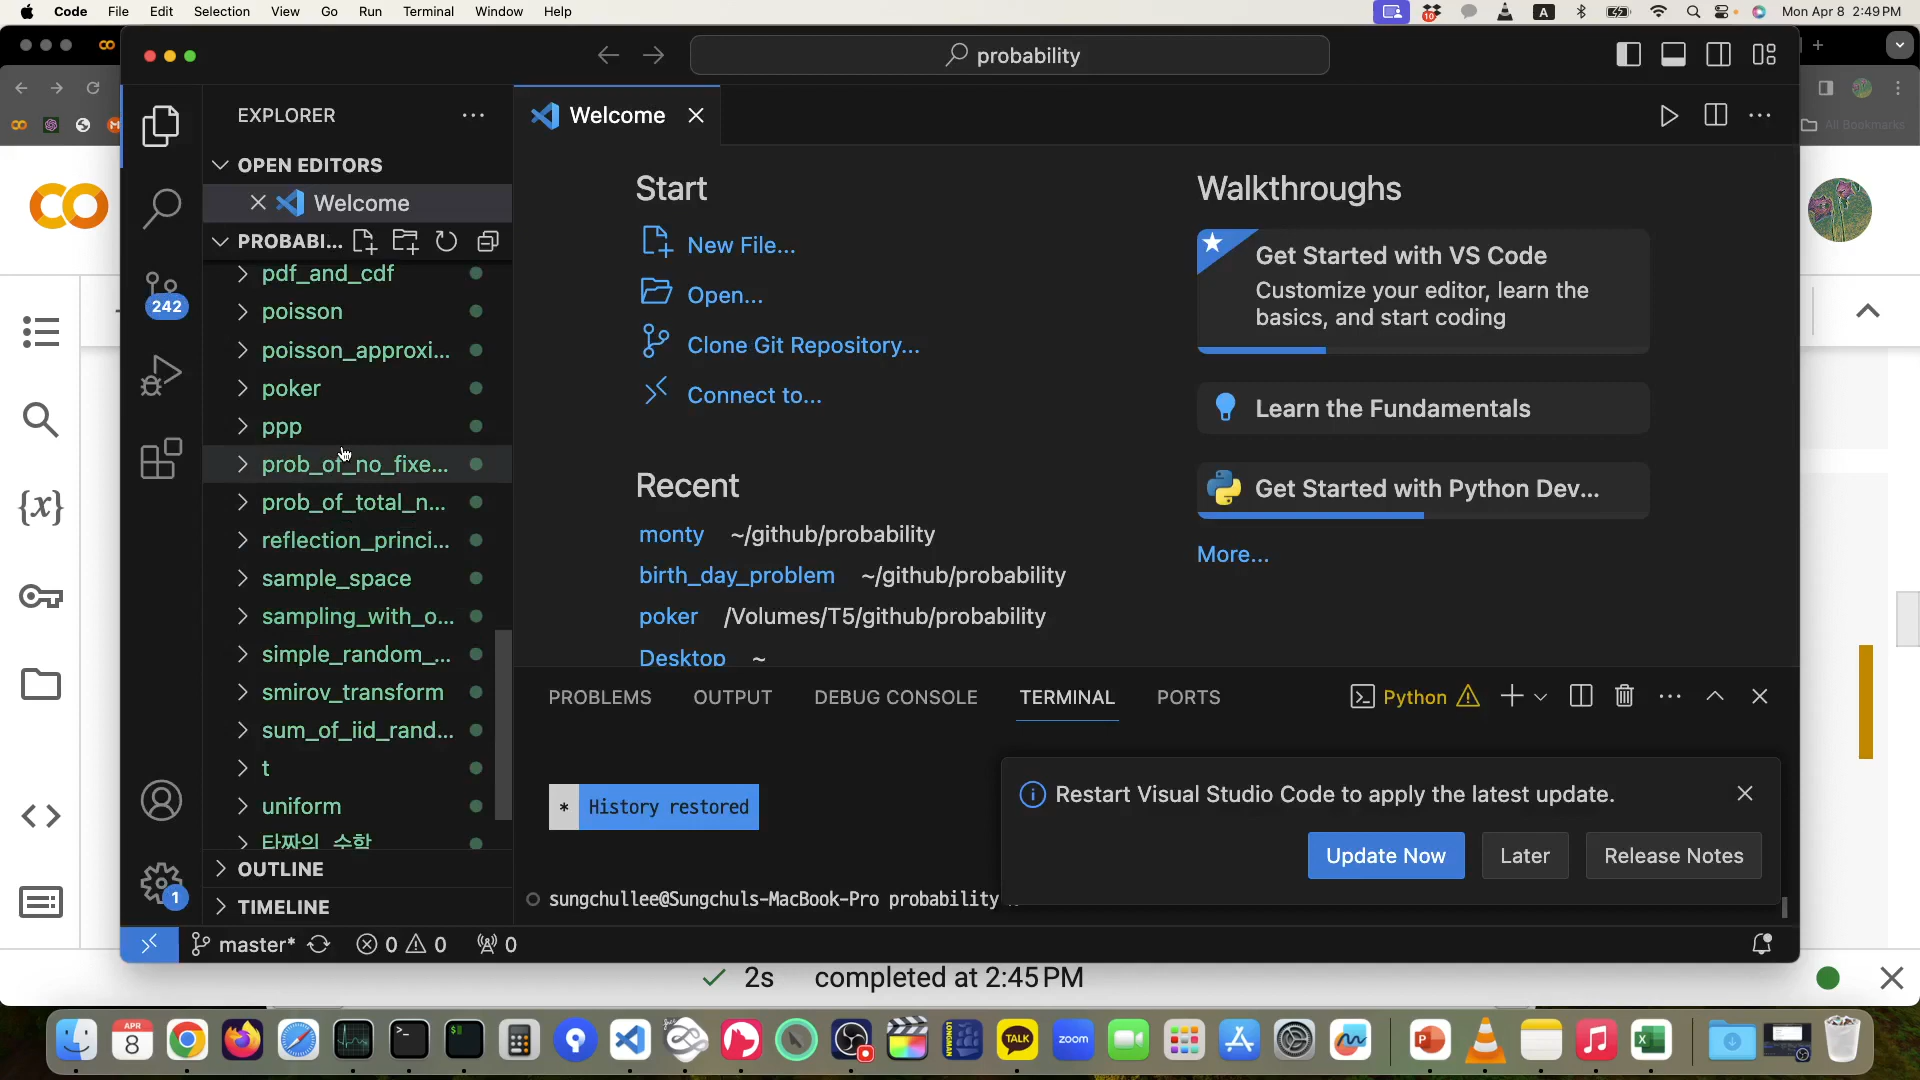 Code File Edit Selection View Go Run Terminal Window Help
10
A
Mon Apr 8 2:49 PM
probability
EXPLORER
Welcome
All Bookmarks
OPEN EDITORS
Welcome
PROBABI...
242
pdf_and_cdf
poisson
poisson_approxi...
poker
ppp
prob_of_no_fixe...
prob_of_total_n...
reflection_princi...
sample_space
sampling_with_o...
simple_random_...
smirov_transform
sum_of_iid_rand...
t
uniform
타짜의 수학
OUTLINE
TIMELINE
1
Start
New File...
Open...
Clone Git Repository...
Connect to...
Recent
monty ~/github/probability
birth_day_problem ~/github/probability
poker /Volumes/T5/github/probability
Desktop ~
Walkthroughs
Get Started with VS Code
Customize your editor, learn the
basics, and start coding
Learn the Fundamentals
Get Started with Python Dev...
More...
PROBLEMS OUTPUT DEBUG CONSOLE TERMINAL PORTS
Python
* History restored
sungchullee@Sungchuls-MacBook-Pro probability
Restart Visual Studio Code to apply the latest update.
Update Now Later Release Notes
master* 0 0 0
{x}
2s completed at 2:45 PM
APR
8
LONGMAN
TALK
zoom